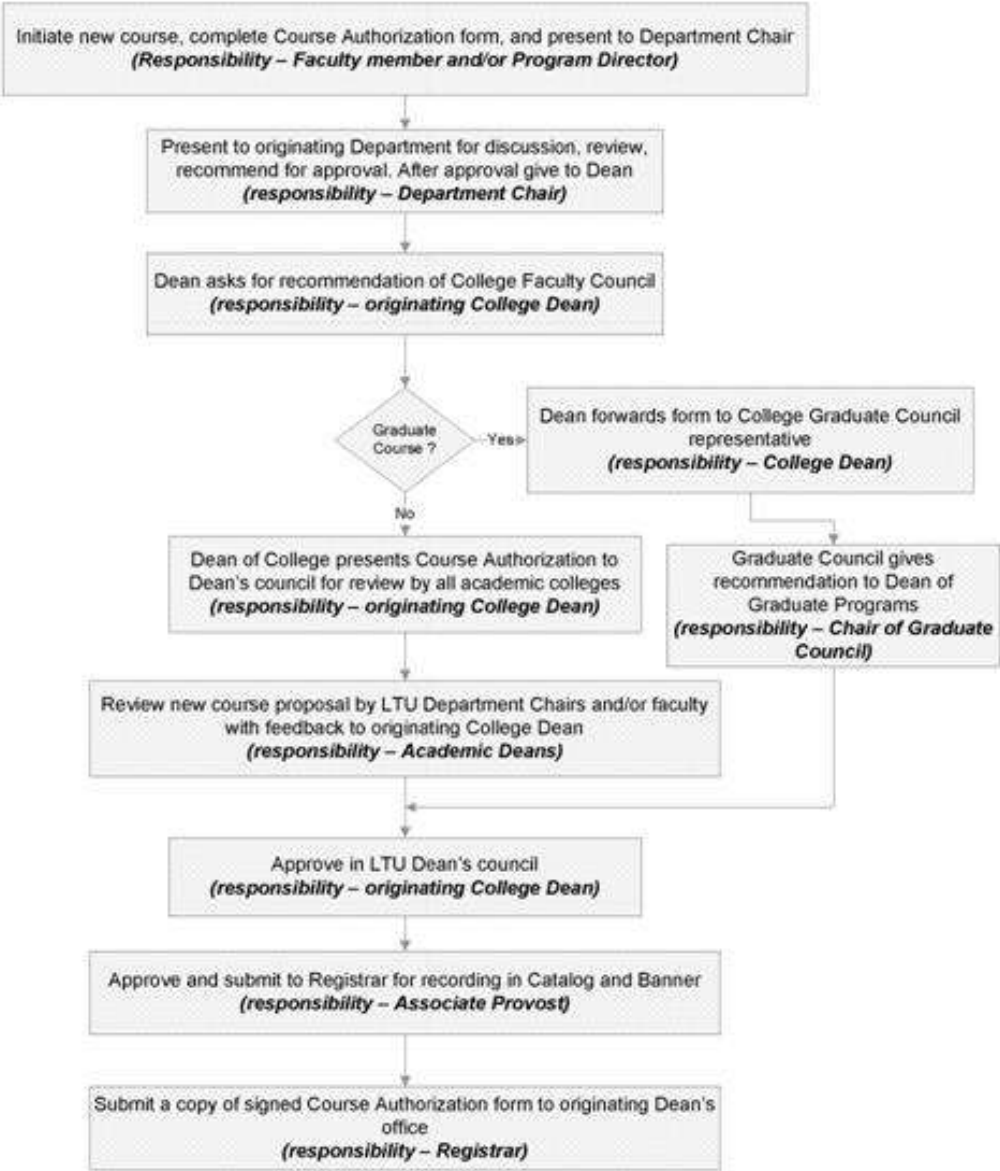 Initiate new course, complete Course Authorization form, and present to Department Chair
(Responsibility – Faculty member and/or Program Director)
Present to originating Department for discussion, review,
recommend for approval. After approval give to Dean
(responsibility – Department Chair)
Dean asks for recommendation of College Faculty Council
(responsibility – originating College Dean)
Graduate
Course ?
Yes
Dean forwards form to College Graduate Council
representative
(responsibility – College Dean)
No
Dean of College presents Course Authorization to
Dean's council for review by all academic colleges
(responsibility – originating College Dean)
Graduate Council gives
recommendation to Dean of
Graduate Programs
(responsibility – Chair of Graduate
Council)
Review new course proposal by LTU Department Chairs and/or faculty
with feedback to originating College Dean
(responsibility – Academic Deans)
Approve in LTU Dean's council
(responsibility – originating College Dean)
Approve and submit to Registrar for recording in Catalog and Banner
(responsibility – Associate Provost)
Submit a copy of signed Course Authorization form to originating Dean's
office
(responsibility – Registrar)